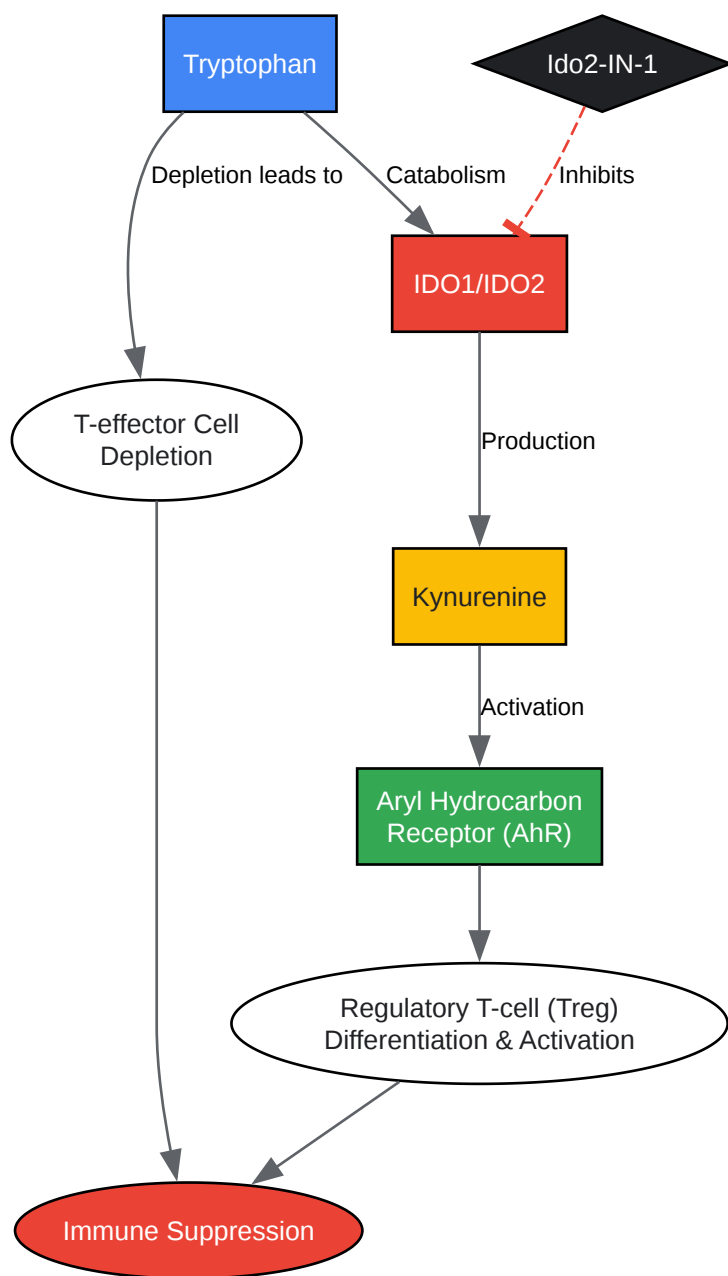 Tryptophan
Ido2-IN-1
Depletion leads to
Catabolism
Inhibits
IDO1/IDO2
T-effector Cell
Depletion
Production
Kynurenine
Activation
Aryl Hydrocarbon
Receptor (AhR)
Regulatory T-cell (Treg)
Differentiation & Activation
Immune Suppression